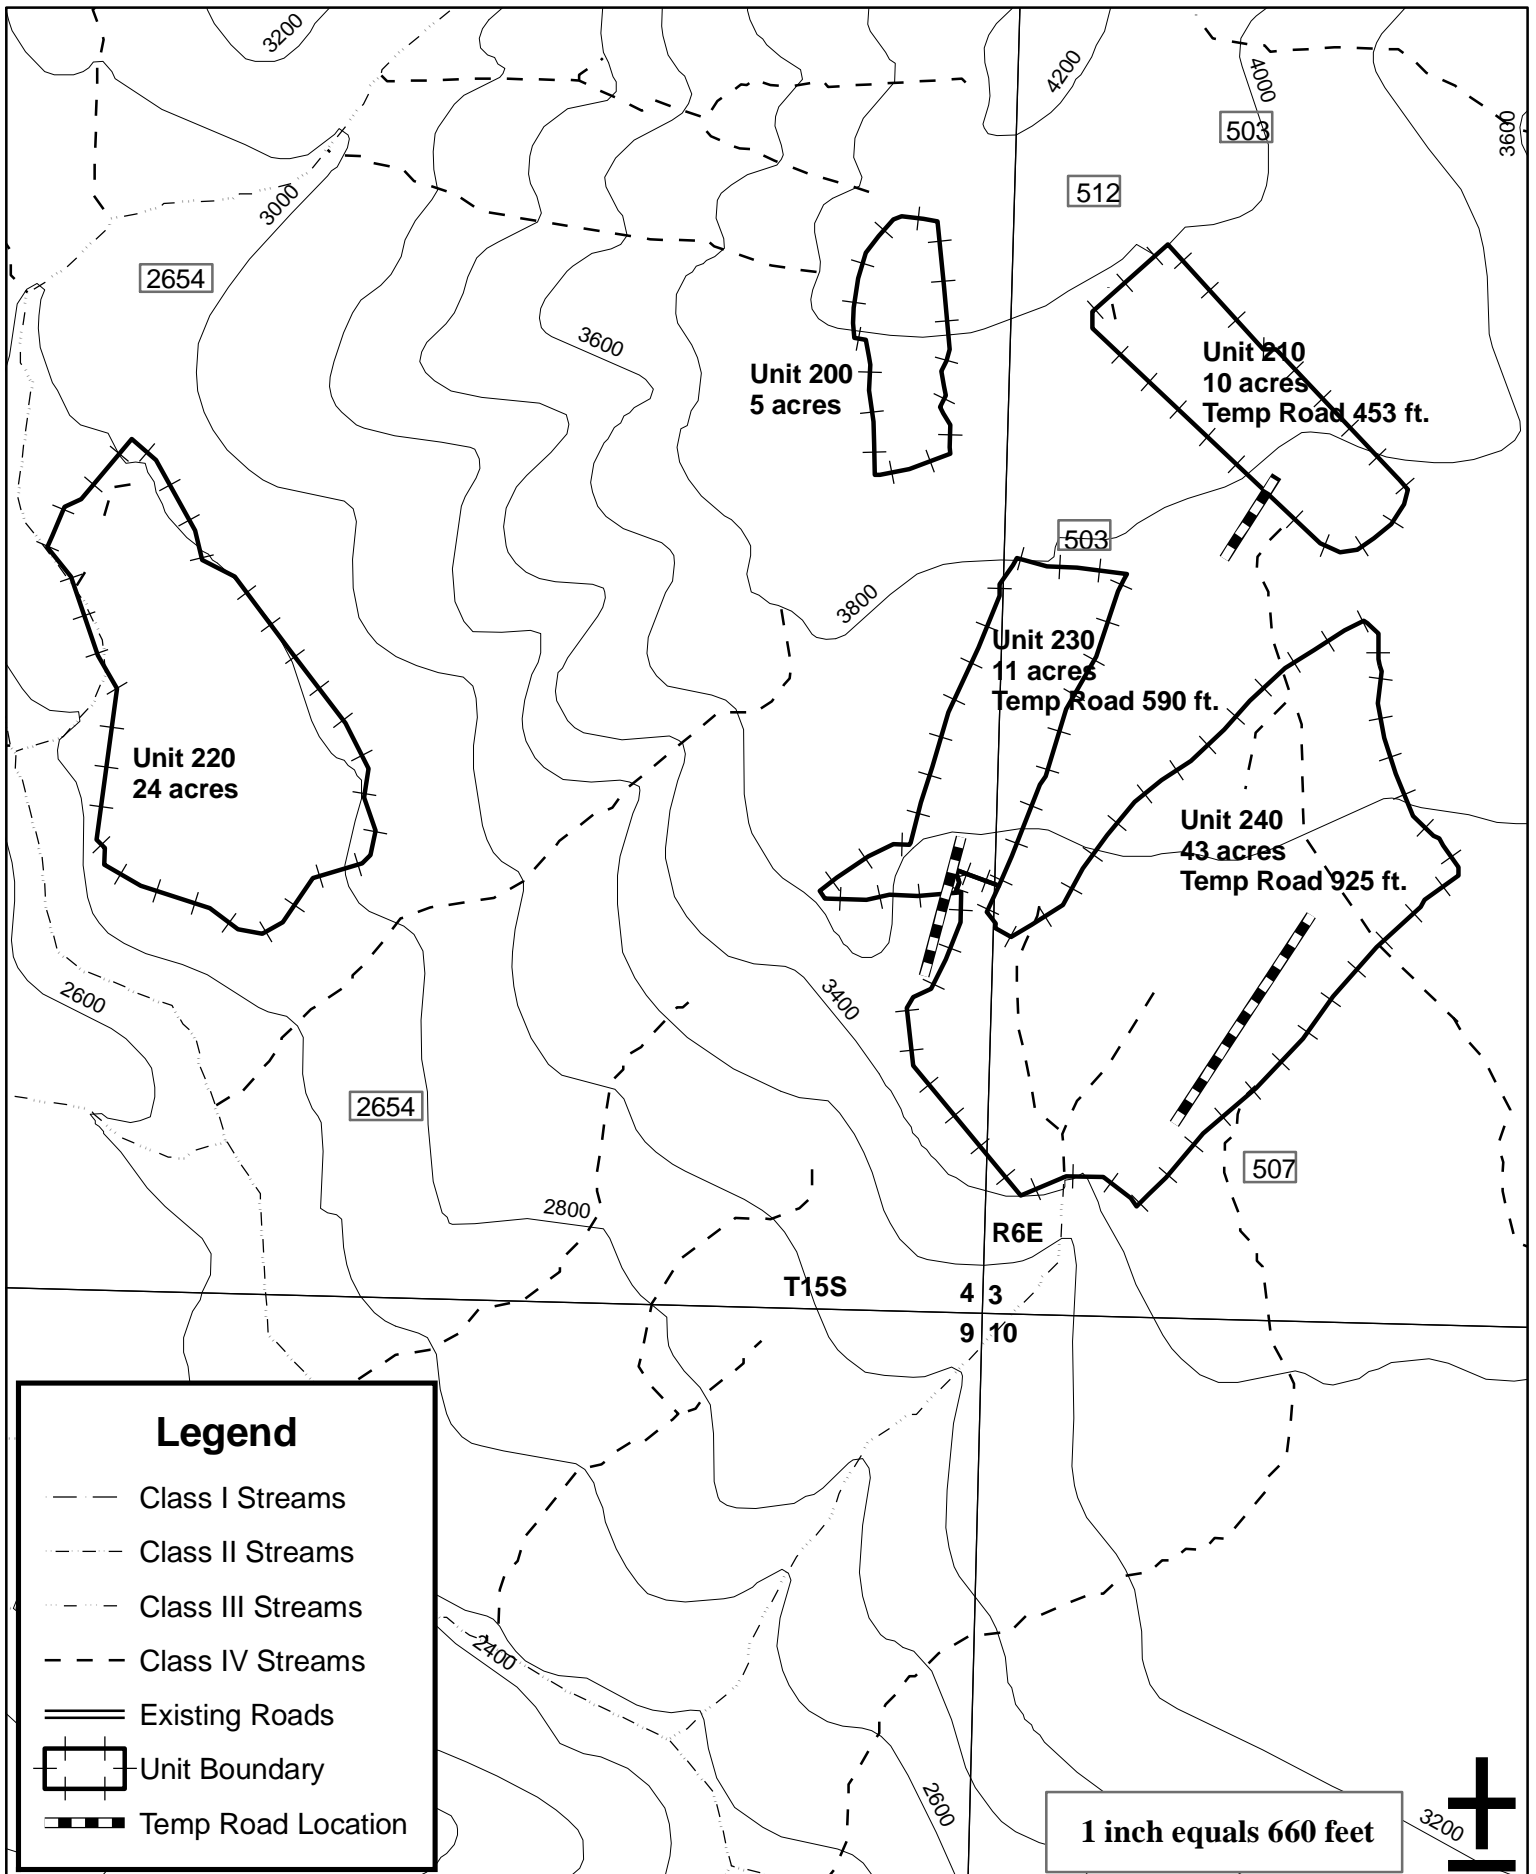 3200
4200
4000
503
3600
512
3000
2654
3600
Unit 200
5 acres
Unit 210
10 acres
Temp Road 453 ft.
503
3800
Unit 230
11 acres
Temp Road 590 ft.
Unit 220
24 acres
Unit 240
43 acres
Temp Road 925 ft.
2600
3400
2654
507
2800
R6E
T15S
4 3
9 10
Legend
Class I Streams
Class II Streams
Class III Streams
Class IV Streams
Existing Roads
Unit Boundary
Temp Road Location
2400
2600
1 inch equals 660 feet
3200